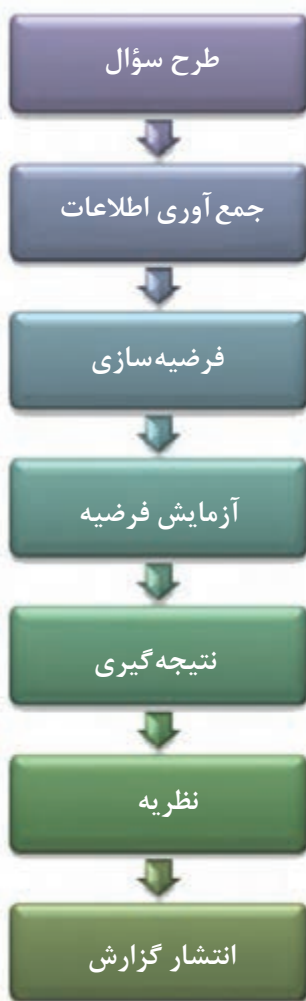 طرح سؤال
جمع‌آوری اطلاعات
فرضیه‌سازی
آزمایش فرضیه
نتیجه‌گیری
نظریه
انتشار گزارش